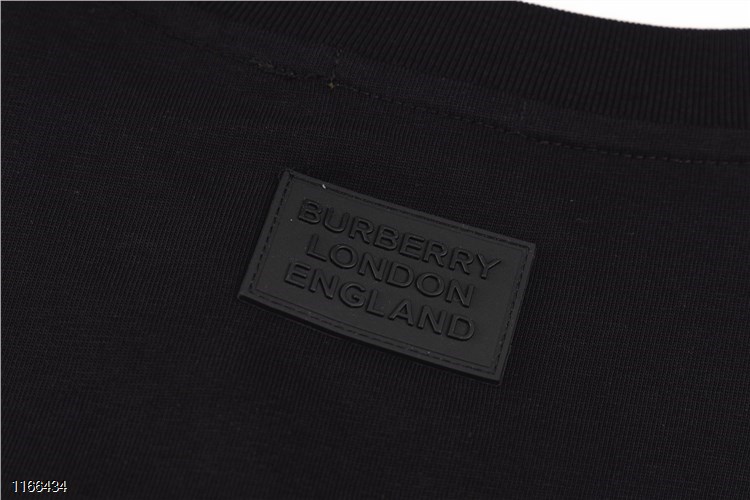 BURBERRY
LONDON
ENGLAND
1166434